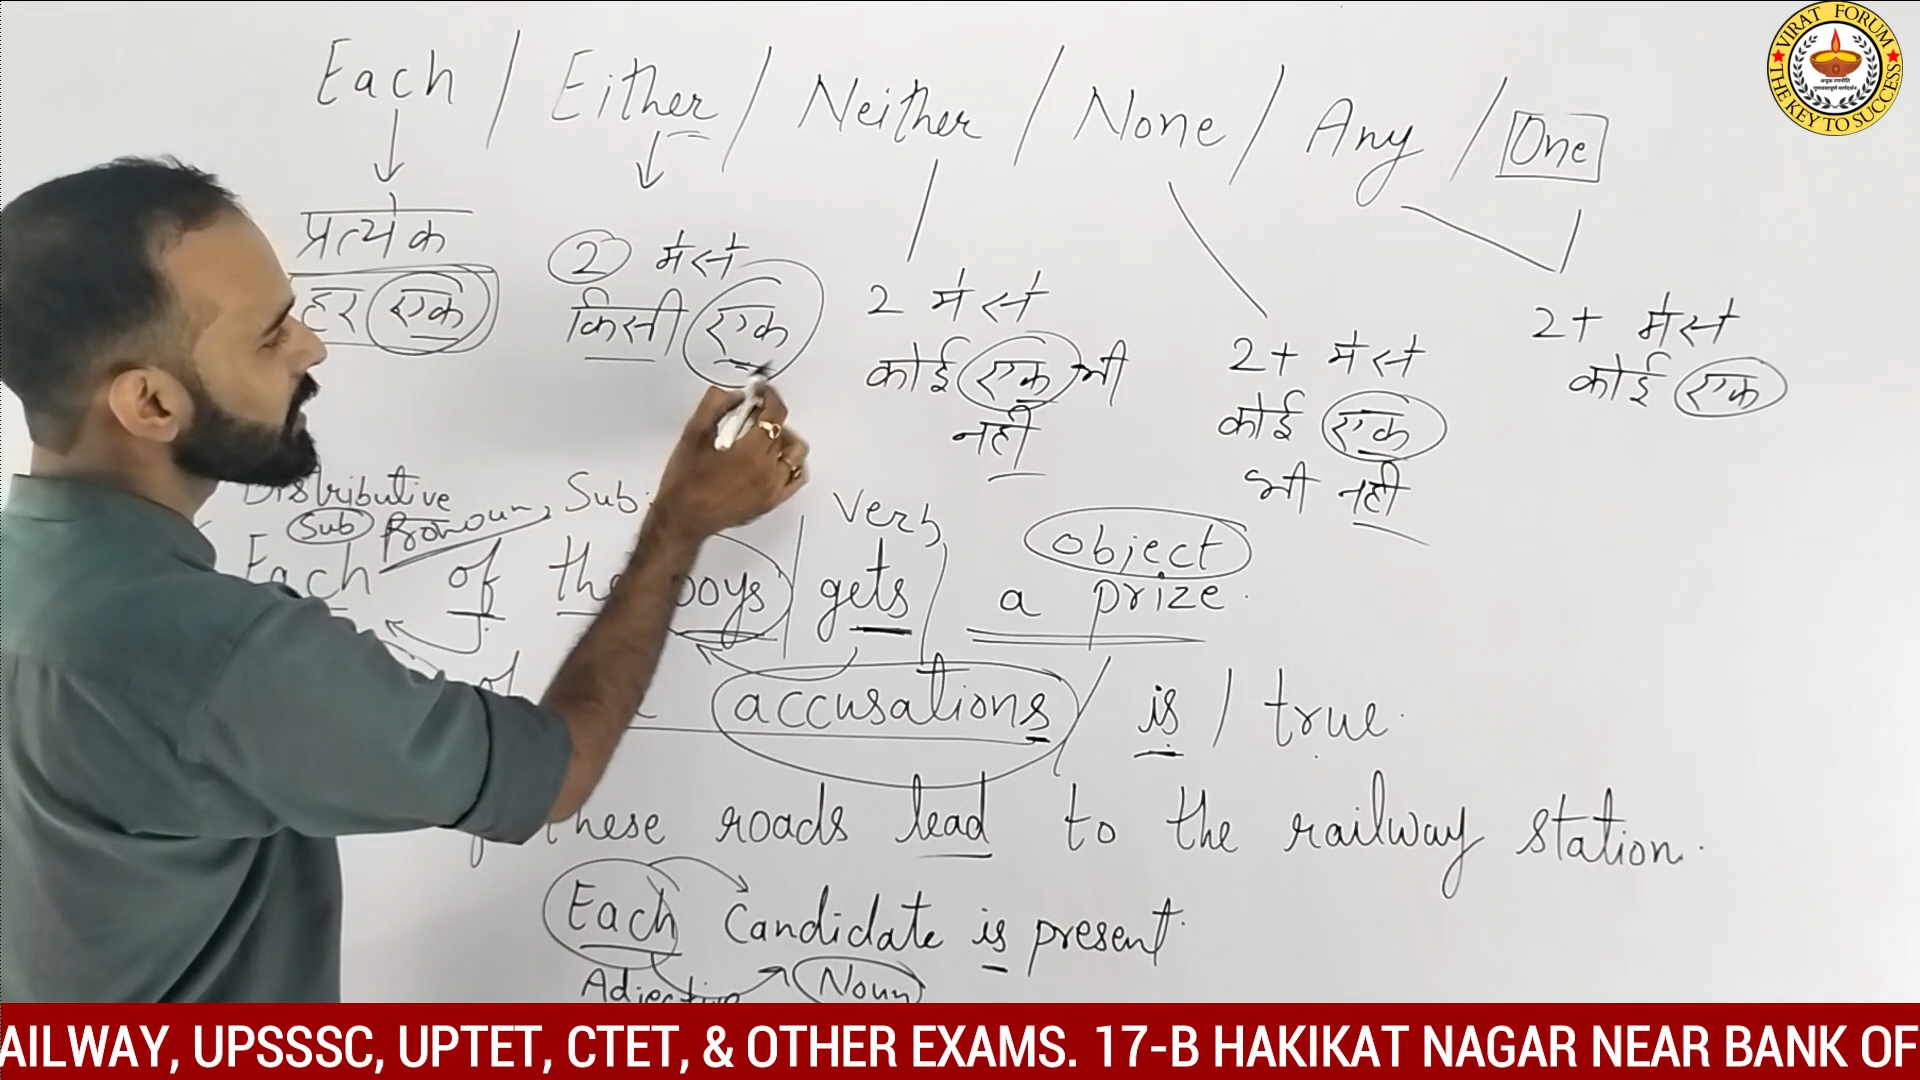 Each / Either / Neither / None / Any / One
प्रत्येक
हर एक
2 में से
किसी एक
2 में से
कोई एक भी
नहीं
2+ में से
कोई एक
भी नहीं
2+ में से
कोई एक
Distributive
Sub Pronoun, Sub.
Verb
object
Each of the boys / gets / a prize.
of accusations / is / true.
these roads lead to the railway station.
Each candidate is present.
Adjective Noun
VIRAT FORUM
THE KEY TO SUCCESS
AILWAY, UPSSSC, UPTET, CTET, & OTHER EXAMS. 17-B HAKIKAT NAGAR NEAR BANK OF